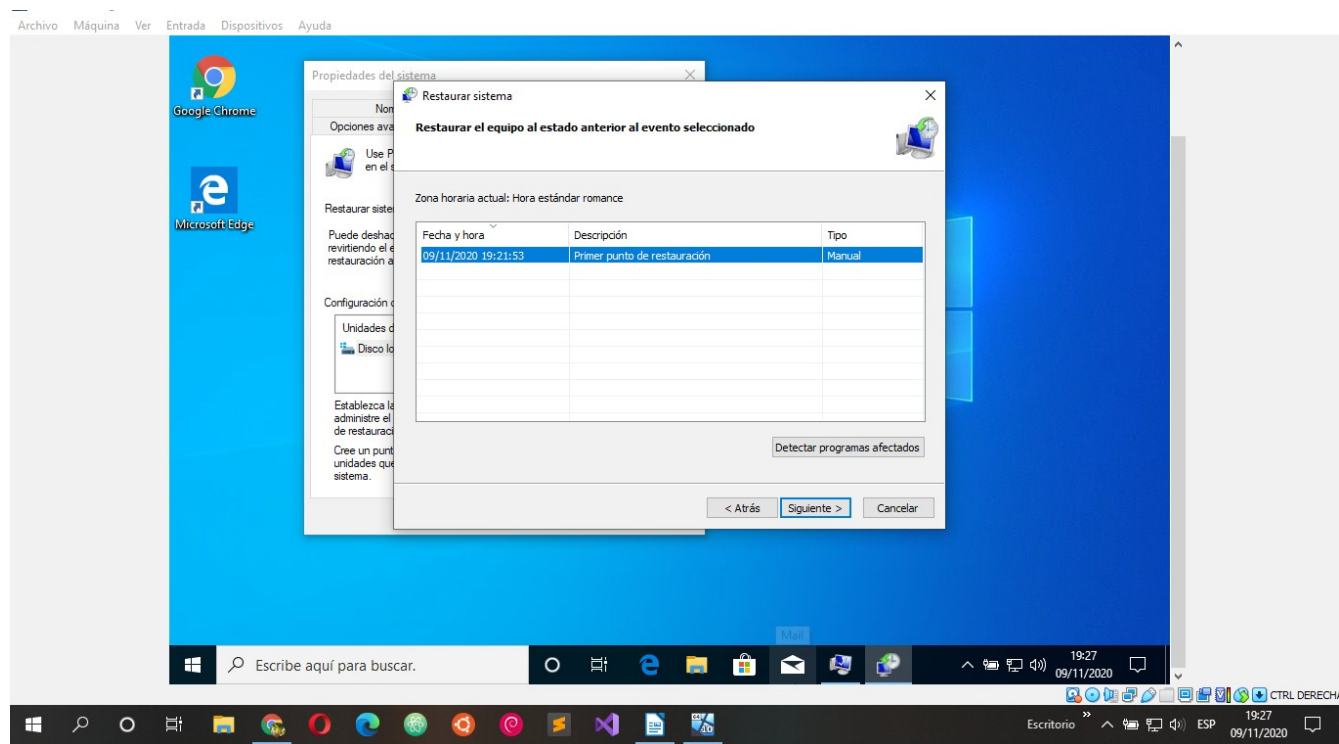 Archivo Máquina Ver Entrada Dispositivos Ayuda
Google Chrome
Microsoft Edge
Propiedades del sistema
Opciones ava
Use P
en el s
Restaurar siste
Puede deshac
revirtiendo el e
restauración a
Configuración
Unidades d
Disco lo
Establezca la
administre el
de restauraci
Cree un punt
unidades que
sistema.
Restaurar sistema
Restaurar el equipo al estado anterior al evento seleccionado
Zona horaria actual: Hora estándar romance
Fecha y hora Descripción Tipo
09/11/2020 19:21:53 Primer punto de restauración Manual
Detectar programas afectados
< Atrás Siguiente > Cancelar
Mail
Escribe aquí para buscar.
19:27
09/11/2020
CTRL DERECHA
Escritorio » ESP
19:27
09/11/2020